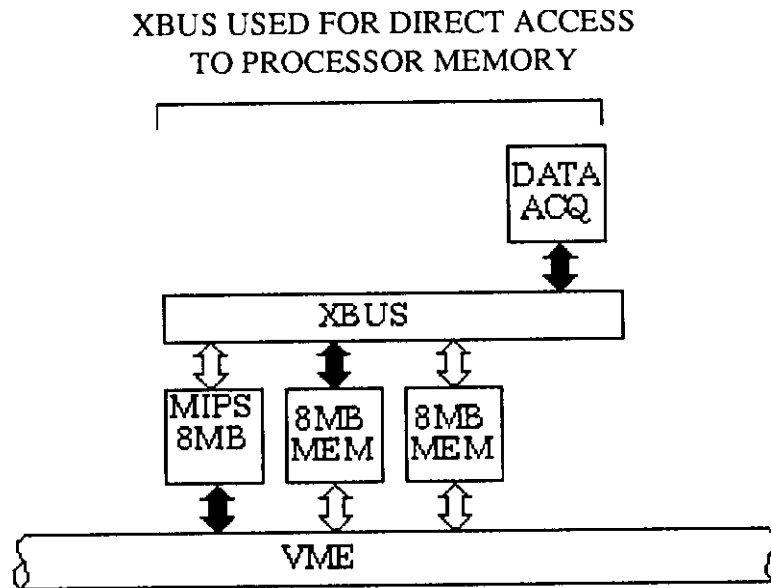 XBUS USED FOR DIRECT ACCESS
TO PROCESSOR MEMORY
DATA
ACQ
XBUS
MIPS
8MB
8MB
MEM
8MB
MEM
VME